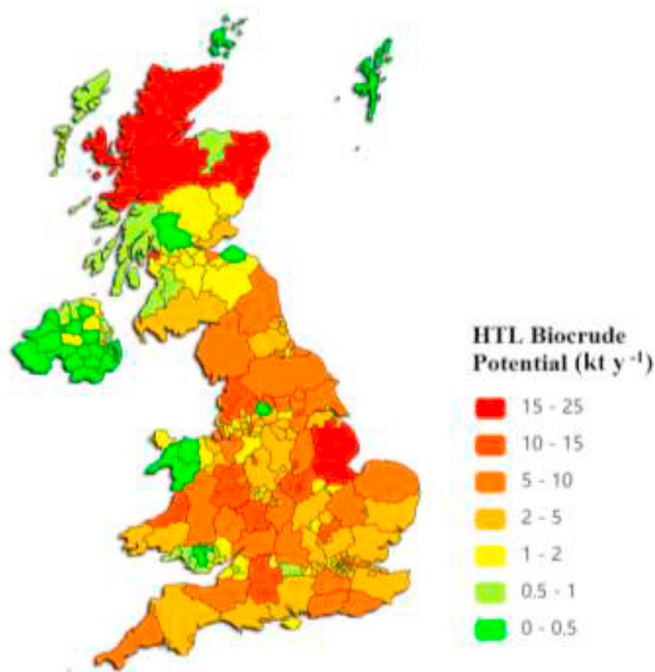 HTL Biocrude
Potential (kt y⁻¹)
15 - 25
10 - 15
5 - 10
2 - 5
1 - 2
0.5 - 1
0 - 0.5